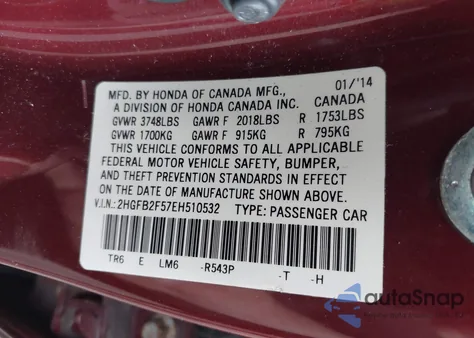 MFD. BY HONDA OF CANADA MFG., 01/'14
A DIVISION OF HONDA CANADA INC. CANADA
GVWR 3748LBS GAWR F 2018LBS R 1753LBS
GVWR 1700KG GAWR F 915KG R 795KG
THIS VEHICLE CONFORMS TO ALL APPLICABLE
FEDERAL MOTOR VEHICLE SAFETY, BUMPER,
AND THEFT PREVENTION STANDARDS IN EFFECT
ON THE DATE OF MANUFACTURE SHOWN ABOVE.
V.I.N.: 2HGFB2F57EH510532 TYPE: PASSENGER CAR
TR6 E LM6 -R543P -T -H
autoSnap